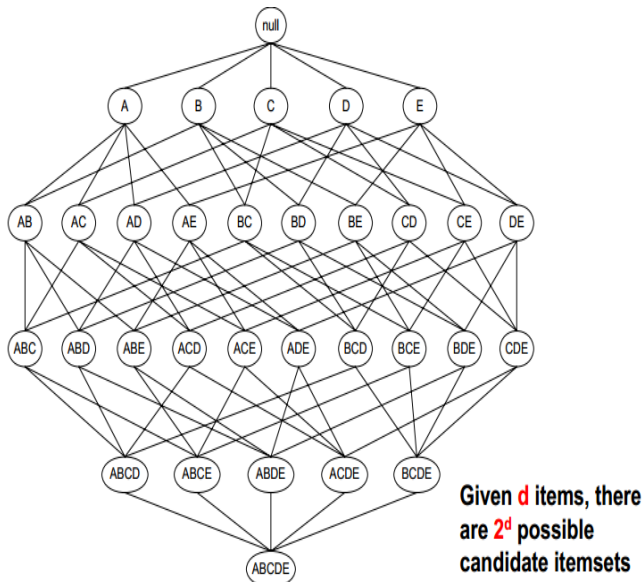 null
A B C D E
AB AC AD AE BC BD BE CD CE DE
ABC ABD ABE ACD ACE ADE BCD BCE BDE CDE
ABCD ABCE ABDE ACDE BCDE
ABCDE
Given d items, there
are 2ᵈ possible
candidate itemsets